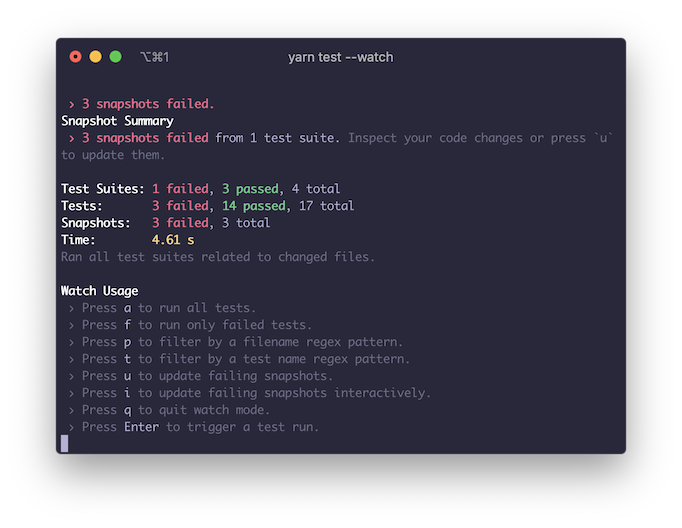 ⌥⌘1 yarn test --watch
› 3 snapshots failed.
Snapshot Summary
› 3 snapshots failed from 1 test suite. Inspect your code changes or press `u`
to update them.
Test Suites: 1 failed, 3 passed, 4 total
Tests: 3 failed, 14 passed, 17 total
Snapshots: 3 failed, 3 total
Time: 4.61 s
Ran all test suites related to changed files.
Watch Usage
› Press a to run all tests.
› Press f to run only failed tests.
› Press p to filter by a filename regex pattern.
› Press t to filter by a test name regex pattern.
› Press u to update failing snapshots.
› Press i to update failing snapshots interactively.
› Press q to quit watch mode.
› Press Enter to trigger a test run.